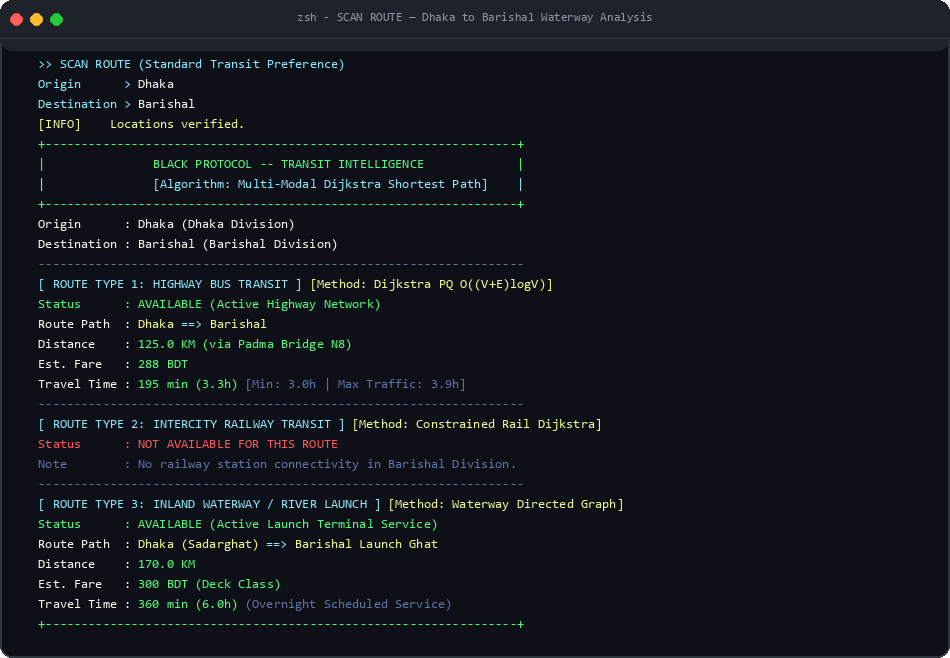 zsh - SCAN ROUTE — Dhaka to Barishal Waterway Analysis
>> SCAN ROUTE (Standard Transit Preference)
Origin      > Dhaka
Destination > Barishal
[INFO]    Locations verified.
+------------------------------------------------------------------+
|               BLACK PROTOCOL -- TRANSIT INTELLIGENCE             |
|               [Algorithm: Multi-Modal Dijkstra Shortest Path]    |
+------------------------------------------------------------------+
Origin      : Dhaka (Dhaka Division)
Destination : Barishal (Barishal Division)
--------------------------------------------------------------------
[ ROUTE TYPE 1: HIGHWAY BUS TRANSIT ] [Method: Dijkstra PQ O((V+E)logV)]
Status      : AVAILABLE (Active Highway Network)
Route Path  : Dhaka ==> Barishal
Distance    : 125.0 KM (via Padma Bridge N8)
Est. Fare   : 288 BDT
Travel Time : 195 min (3.3h) [Min: 3.0h | Max Traffic: 3.9h]
--------------------------------------------------------------------
[ ROUTE TYPE 2: INTERCITY RAILWAY TRANSIT ] [Method: Constrained Rail Dijkstra]
Status      : NOT AVAILABLE FOR THIS ROUTE
Note        : No railway station connectivity in Barishal Division.
--------------------------------------------------------------------
[ ROUTE TYPE 3: INLAND WATERWAY / RIVER LAUNCH ] [Method: Waterway Directed Graph]
Status      : AVAILABLE (Active Launch Terminal Service)
Route Path  : Dhaka (Sadarghat) ==> Barishal Launch Ghat
Distance    : 170.0 KM
Est. Fare   : 300 BDT (Deck Class)
Travel Time : 360 min (6.0h) (Overnight Scheduled Service)
+------------------------------------------------------------------+